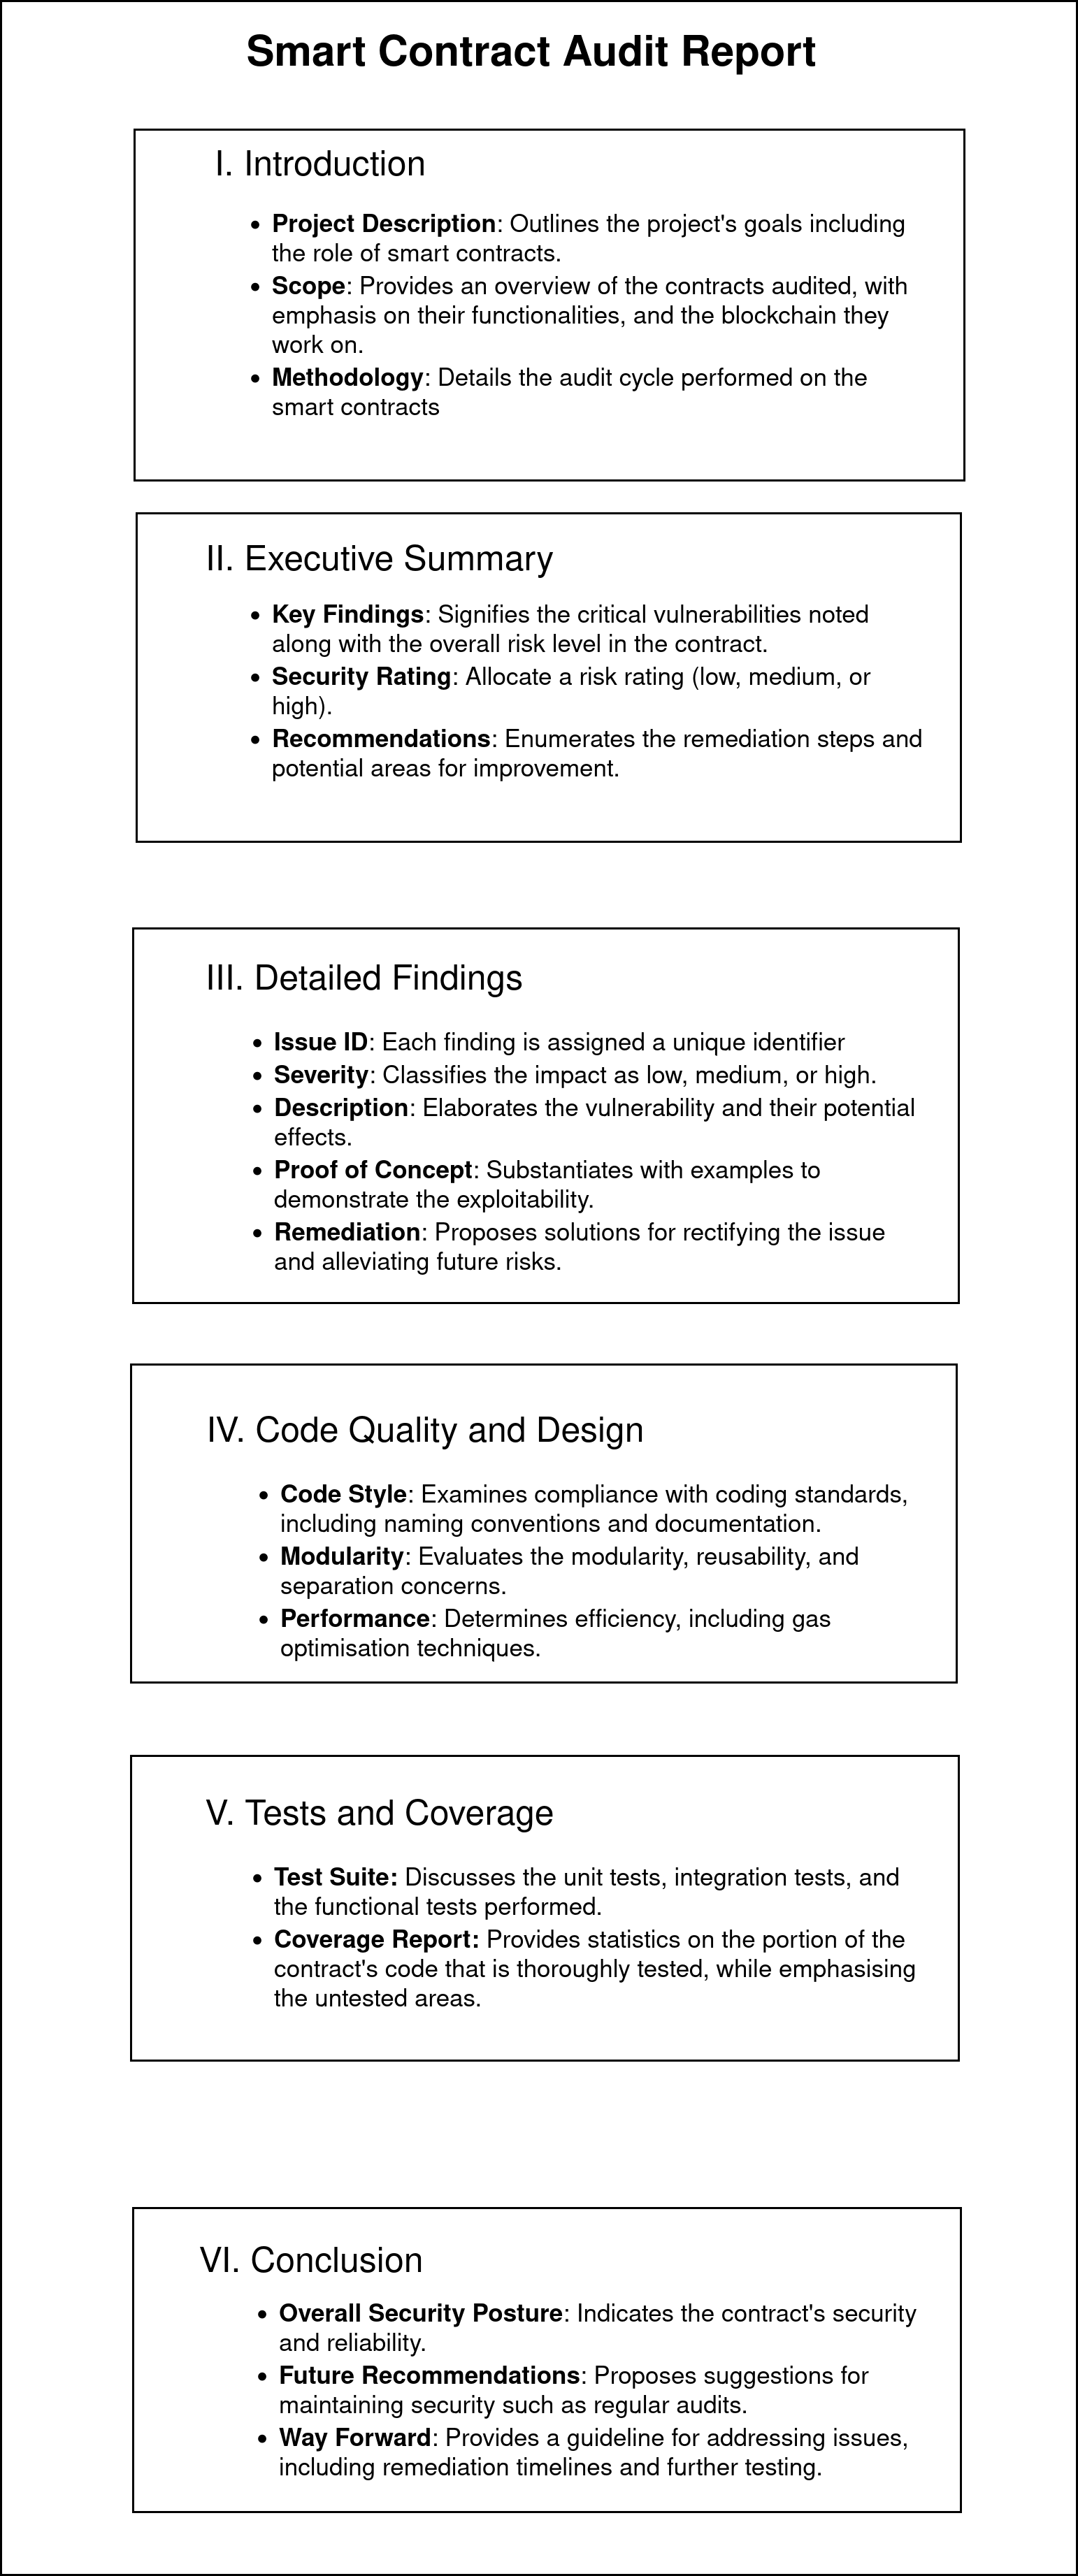 Smart Contract Audit Report
I. Introduction
• Project Description: Outlines the project's goals including
the role of smart contracts.
• Scope: Provides an overview of the contracts audited, with
emphasis on their functionalities, and the blockchain they
work on.
• Methodology: Details the audit cycle performed on the
smart contracts
II. Executive Summary
• Key Findings: Signifies the critical vulnerabilities noted
along with the overall risk level in the contract.
• Security Rating: Allocate a risk rating (low, medium, or
high).
• Recommendations: Enumerates the remediation steps and
potential areas for improvement.
III. Detailed Findings
• Issue ID: Each finding is assigned a unique identifier
• Severity: Classifies the impact as low, medium, or high.
• Description: Elaborates the vulnerability and their potential
effects.
• Proof of Concept: Substantiates with examples to
demonstrate the exploitability.
• Remediation: Proposes solutions for rectifying the issue
and alleviating future risks.
IV. Code Quality and Design
• Code Style: Examines compliance with coding standards,
including naming conventions and documentation.
• Modularity: Evaluates the modularity, reusability, and
separation concerns.
• Performance: Determines efficiency, including gas
optimisation techniques.
V. Tests and Coverage
• Test Suite: Discusses the unit tests, integration tests, and
the functional tests performed.
• Coverage Report: Provides statistics on the portion of the
contract's code that is thoroughly tested, while emphasising
the untested areas.
VI. Conclusion
• Overall Security Posture: Indicates the contract's security
and reliability.
• Future Recommendations: Proposes suggestions for
maintaining security such as regular audits.
• Way Forward: Provides a guideline for addressing issues,
including remediation timelines and further testing.